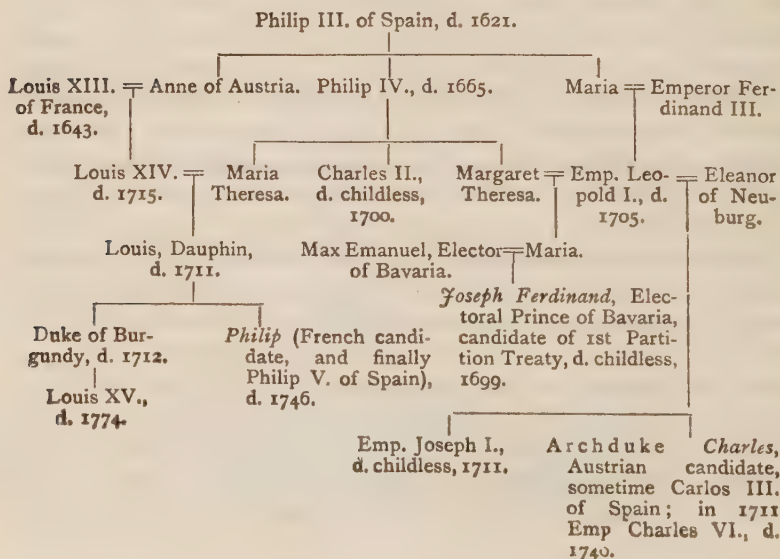 Philip III. of Spain, d. 1621.
Louis XIII. = Anne of Austria. Philip IV., d. 1665. Maria = Emperor Fer-
of France, dinand III.
d. 1643.
Louis XIV. = Maria Charles II., Margaret = Emp. Leo- = Eleanor
d. 1715. Theresa. d. childless, Theresa. pold I., d. of Neu-
1700. 1705. burg.
Louis, Dauphin, Max Emanuel, Elector = Maria.
d. 1711. of Bavaria.
Joseph Ferdinand, Elec-
Duke of Bur- Philip (French candi- toral Prince of Bavaria,
gundy, d. 1712. date, and finally candidate of 1st Parti-
Philip V. of Spain), tion Treaty, d. childless,
Louis XV., d. 1746. 1699.
d. 1774.
Emp. Joseph I., Archduke Charles,
d. childless, 1711. Austrian candidate,
sometime Carlos III.
of Spain; in 1711
Emp Charles VI., d.
1740.